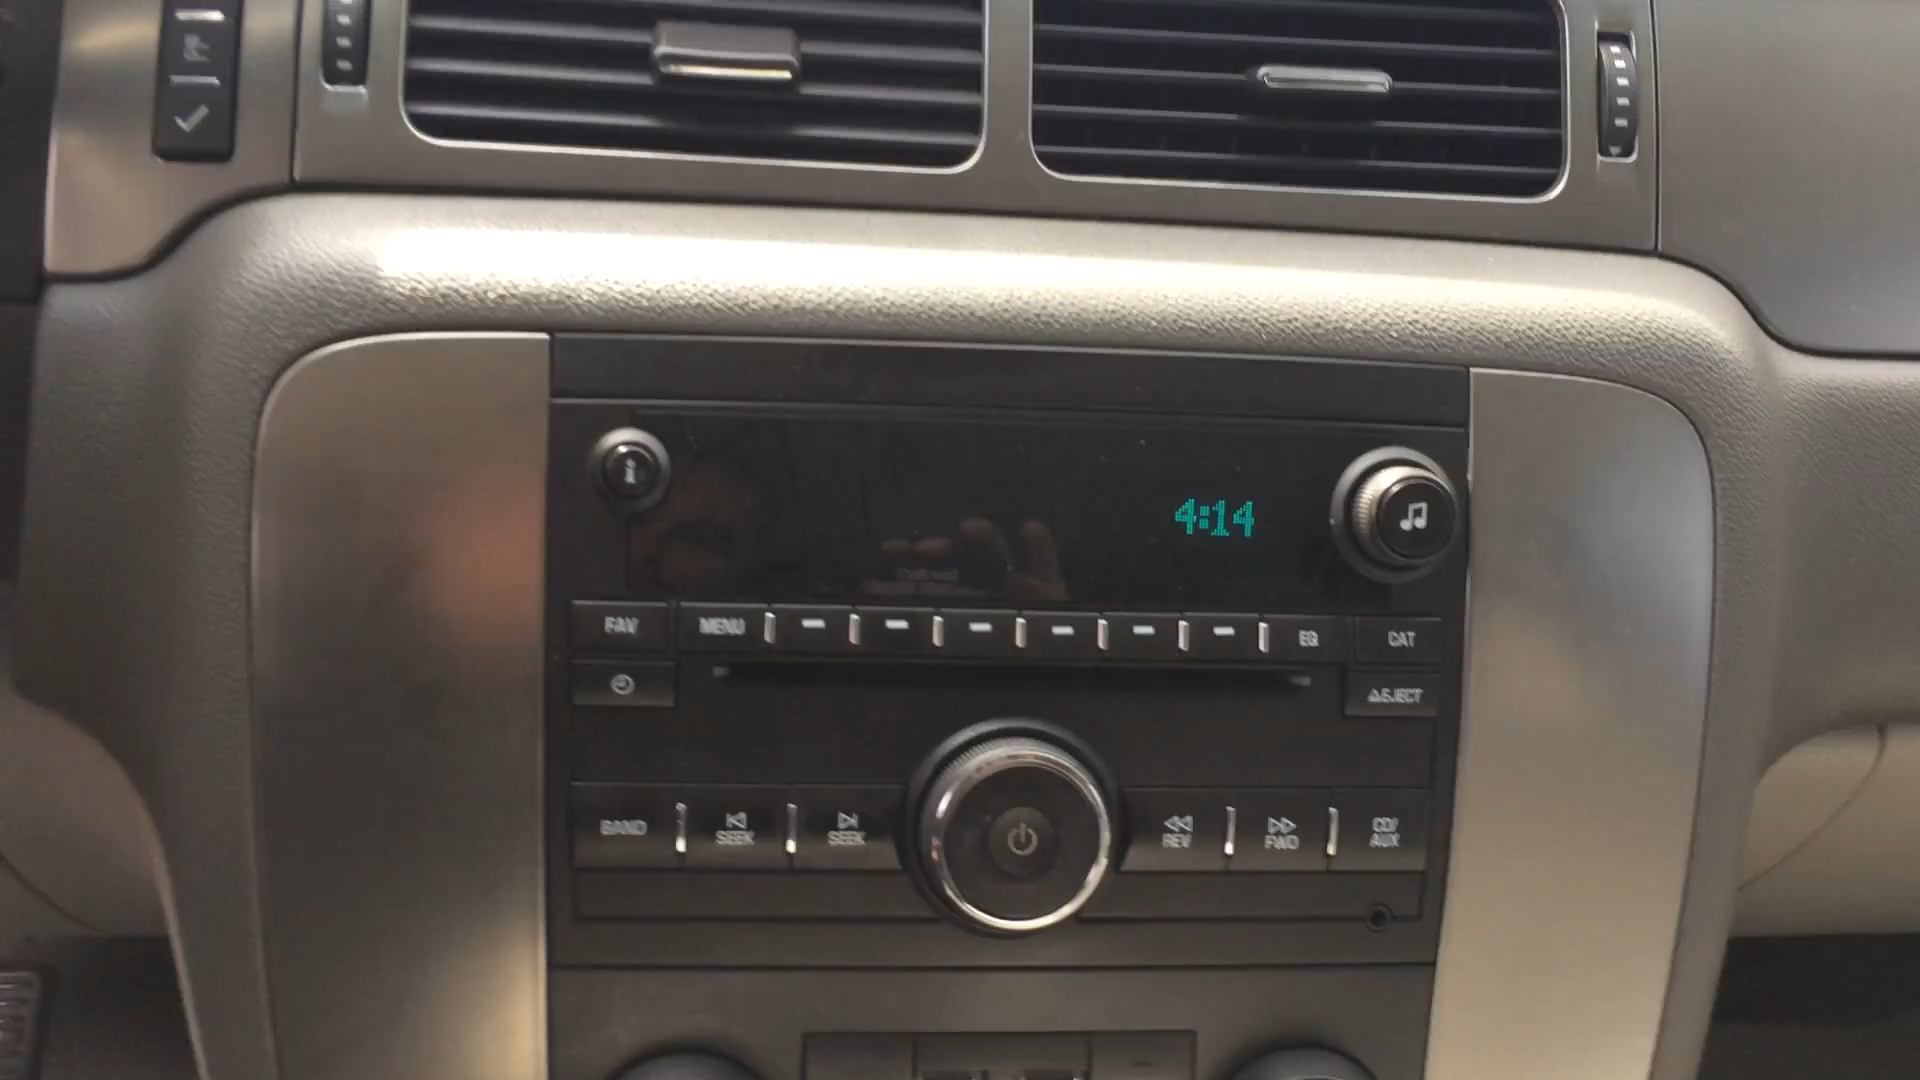 i
4:14
FAV
MENU
EQ
CAT
EJECT
BAND
SEEK
SEEK
REV
FWD
CD/
AUX